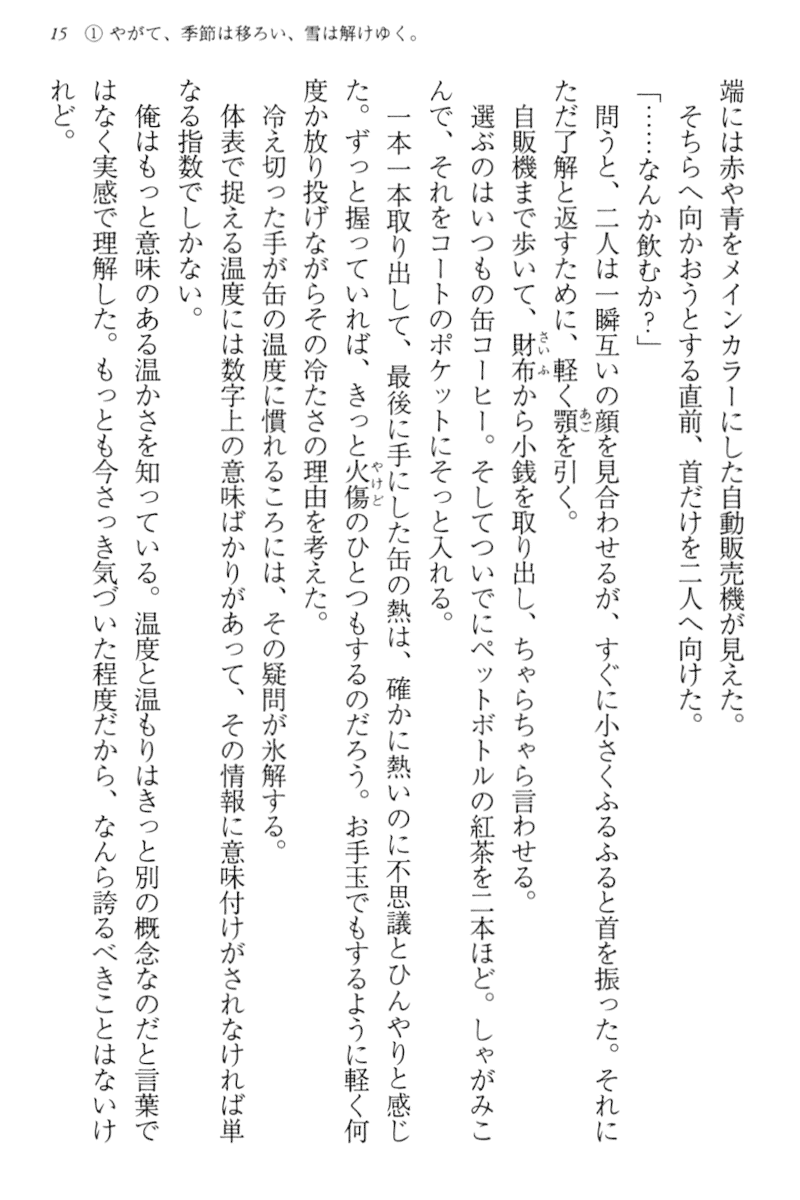 15 ① やがて、季節は移ろい、雪は解けゆく。
端には赤や青をメインカラーにした自動販売機が見えた。
そちらへ向かおうとする直前、首だけを二人へ向けた。
「……なんか飲むか？」
問うと、二人は一瞬互いの顔を見合わせるが、すぐに小さくふるふると首を振った。それに
ただ了解と返すために、軽く顎を引く。
自販機まで歩いて、財布から小銭を取り出し、ちゃらちゃら言わせる。
選ぶのはいつもの缶コーヒー。そしてついでにペットボトルの紅茶を二本ほど。しゃがみこ
んで、それをコートのポケットにそっと入れる。
一本一本取り出して、最後に手にした缶の熱は、確かに熱いのに不思議とひんやりと感じ
た。ずっと握っていれば、きっと火傷のひとつもするのだろう。お手玉でもするように軽く何
度か放り投げながらその冷たさの理由を考えた。
冷え切った手が缶の温度に慣れるころには、その疑問が氷解する。
体表で捉える温度には数字上の意味ばかりがあって、その情報に意味付けがされなければ単
なる指数でしかない。
俺はもっと意味のある温かさを知っている。温度と温もりはきっと別の概念なのだと言葉で
はなく実感で理解した。もっとも今さっき気づいた程度だから、なんら誇るべきことはないけ
れど。